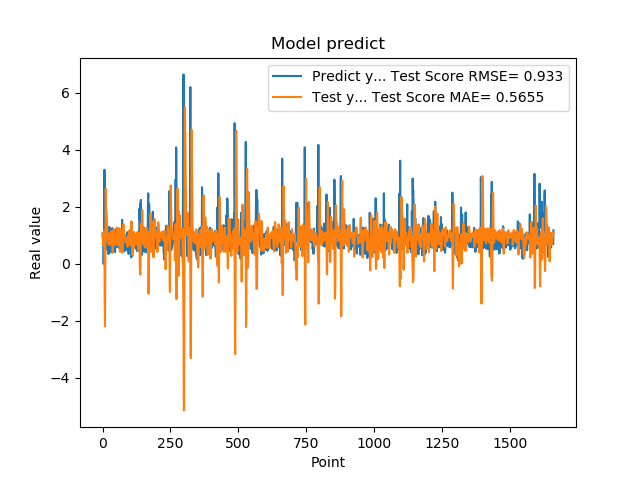 Model predict
Predict y... Test Score RMSE= 0.933
Test y... Test Score MAE= 0.5655
Real value
6
4
2
0
−2
−4
0 250 500 750 1000 1250 1500
Point